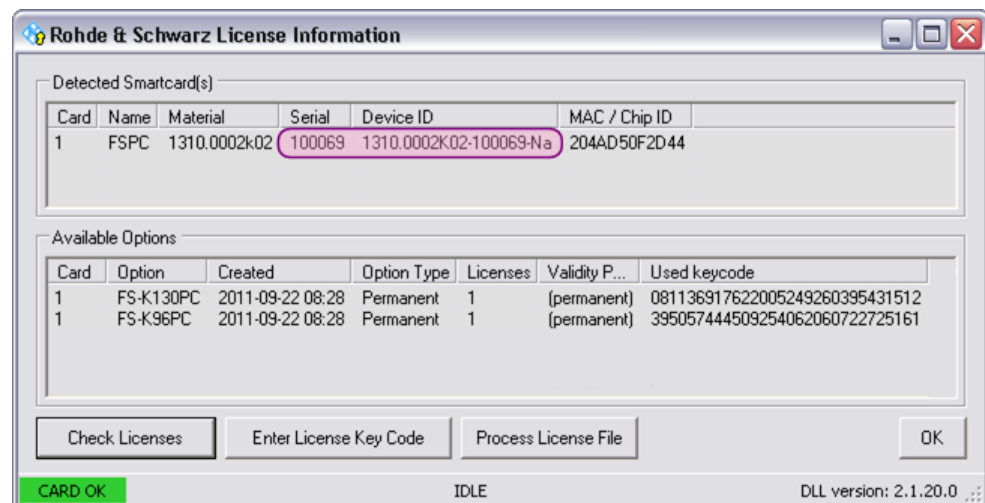 Rohde & Schwarz License Information
Detected Smartcard(s)
Card Name Material Serial Device ID MAC / Chip ID
1 FSPC 1310.0002k02 100069 1310.0002K02-100069-Na 204AD50F2D44
Available Options
Card Option Created Option Type Licenses Validity P... Used keycode
1 FS-K130PC 2011-09-22 08:28 Permanent 1 (permanent) 081136917622005249260395431512
1 FS-K96PC 2011-09-22 08:28 Permanent 1 (permanent) 395057444509254062060722725161
Check Licenses Enter License Key Code Process License File OK
CARD OK IDLE DLL version: 2.1.20.0